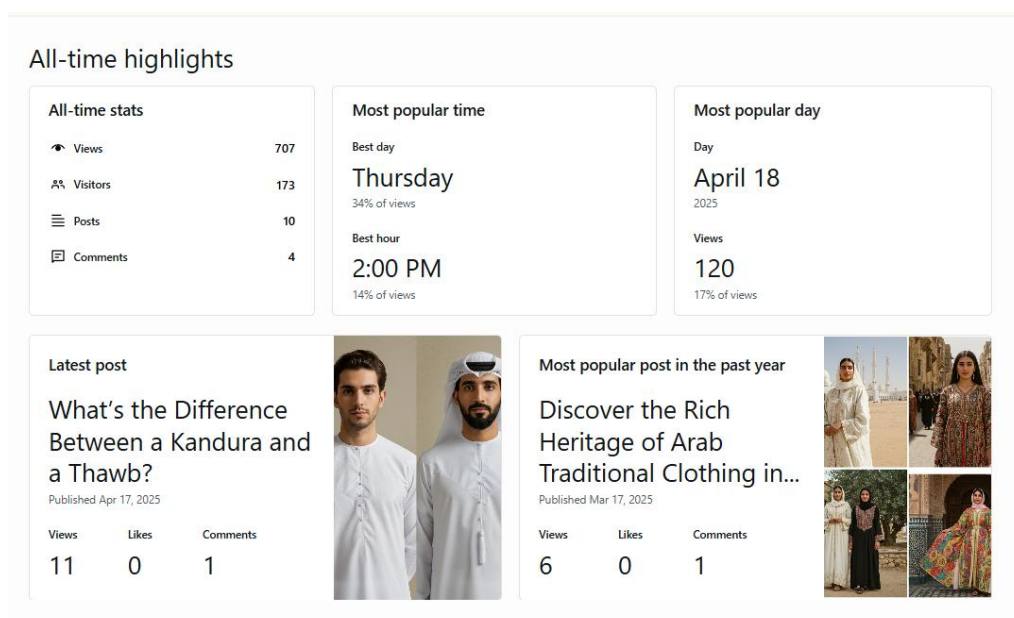 All-time highlights
All-time stats
Views 707
Visitors 173
Posts 10
Comments 4
Most popular time
Best day
Thursday
34% of views
Best hour
2:00 PM
14% of views
Most popular day
Day
April 18
2025
Views
120
17% of views
Latest post
What’s the Difference
Between a Kandura and
a Thawb?
Published Apr 17, 2025
Views Likes Comments
11 0 1
Most popular post in the past year
Discover the Rich
Heritage of Arab
Traditional Clothing in...
Published Mar 17, 2025
Views Likes Comments
6 0 1